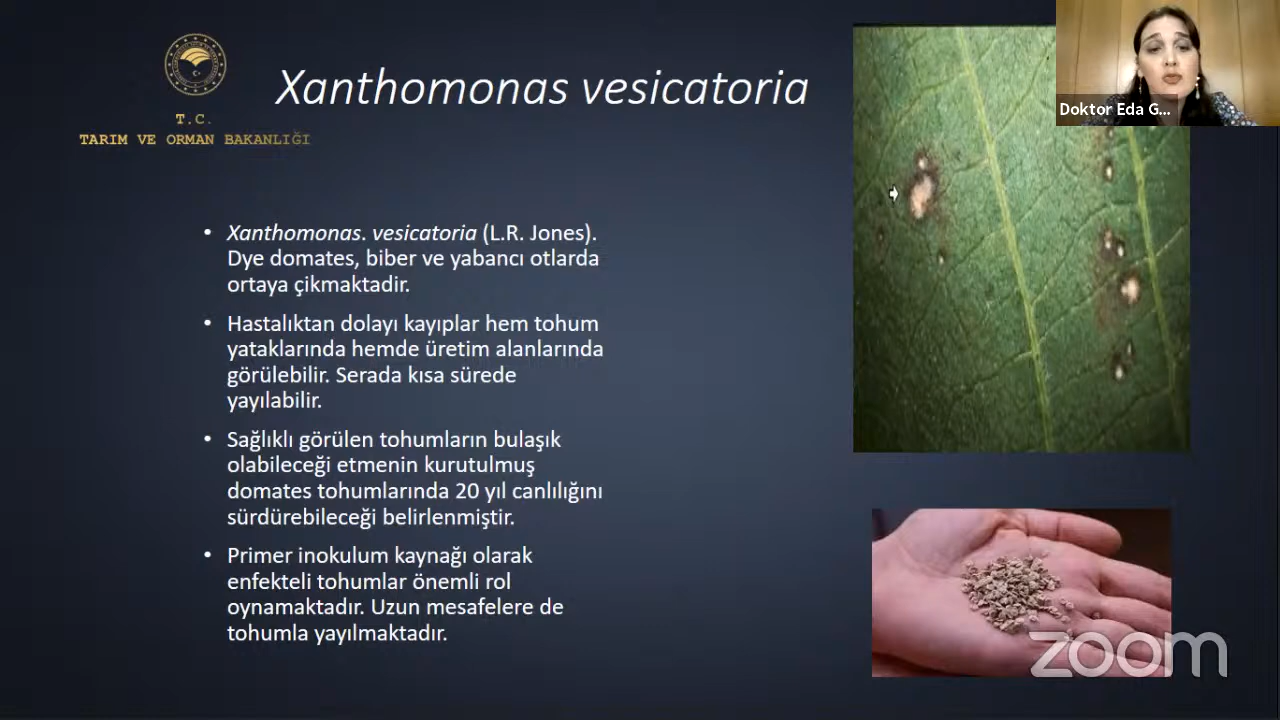 T.C.
TARIM VE ORMAN BAKANLIĞI
Xanthomonas vesicatoria
Doktor Eda G...
• Xanthomonas. vesicatoria (L.R. Jones).
Dye domates, biber ve yabancı otlarda
ortaya çikmaktadir.
• Hastalıktan dolayı kayıplar hem tohum
yataklarında hemde üretim alanlarında
görülebilir. Serada kısa sürede
yayılabilir.
• Sağlıklı görülen tohumların bulaşık
olabileceği etmenin kurutulmuş
domates tohumlarında 20 yıl canlılığını
sürdürebileceği belirlenmiştir.
• Primer inokulum kaynağı olarak
enfekteli tohumlar önemli rol
oynamaktadır. Uzun mesafelere de
tohumla yayılmaktadır.
zoom